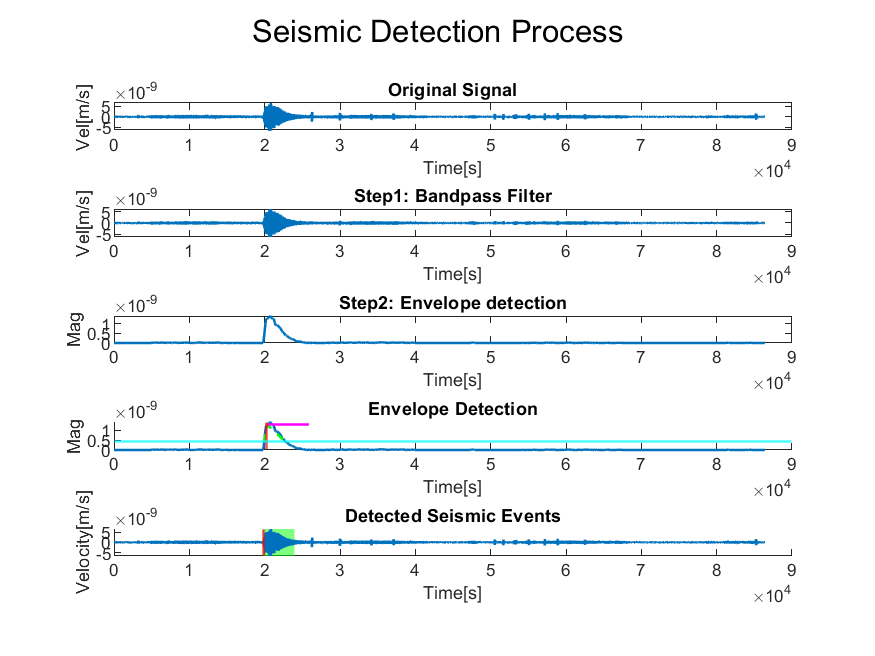 Seismic Detection Process
Original Signal
×10^-9
Vel[m/s]
5
0
-5
0 1 2 3 4 5 6 7 8 9
Time[s]
×10^4
Step1: Bandpass Filter
×10^-9
Vel[m/s]
5
0
-5
0 1 2 3 4 5 6 7 8 9
Time[s]
×10^4
Step2: Envelope detection
×10^-9
Mag
1
0.5
0
0 1 2 3 4 5 6 7 8 9
Time[s]
×10^4
Envelope Detection
×10^-9
Mag
1
0.5
0
0 1 2 3 4 5 6 7 8 9
Time[s]
×10^4
Detected Seismic Events
×10^-9
Velocity[m/s]
5
0
-5
0 1 2 3 4 5 6 7 8 9
Time[s]
×10^4